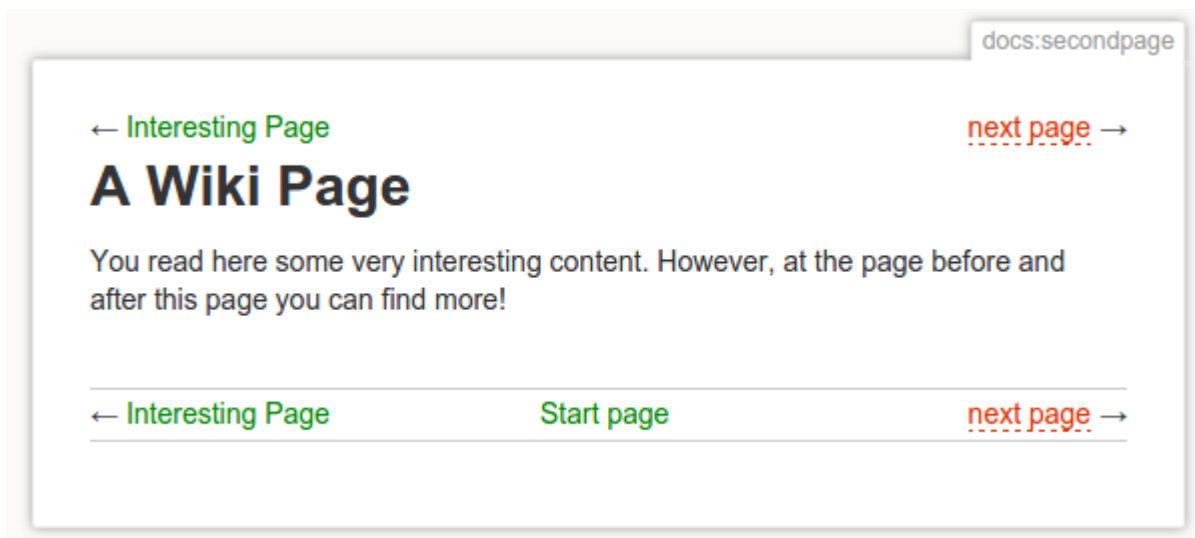 docs:secondpage
← Interesting Page next page →
A Wiki Page
You read here some very interesting content. However, at the page before and
after this page you can find more!
← Interesting Page Start page next page →